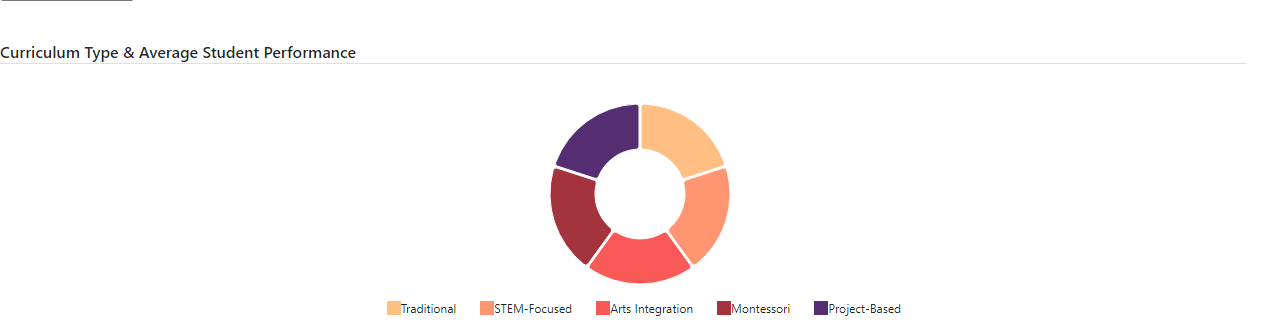 Curriculum Type & Average Student Performance
Traditional STEM-Focused Arts Integration Montessori Project-Based